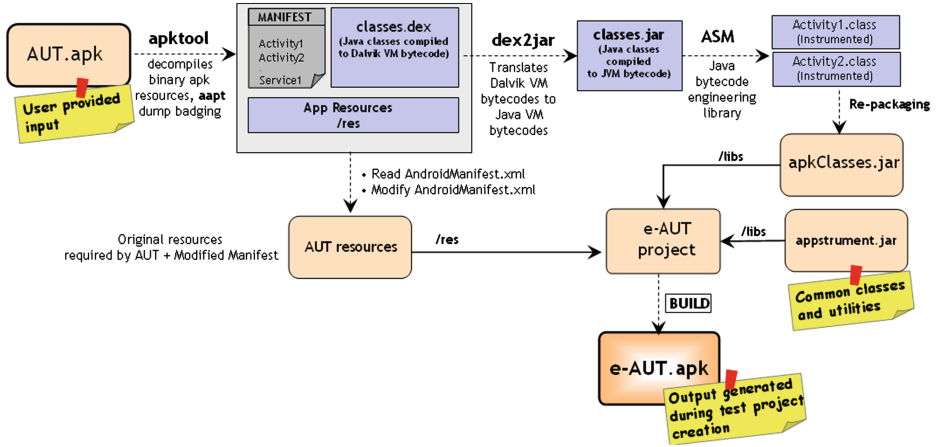 AUT.apk
User provided
input
apktool
decompiles
binary apk
resources, aapt
dump badging
MANIFEST
Activity1
Activity2
.
Service1
classes.dex
(Java classes compiled
to Dalvik VM bytecode)
App Resources
/res
dex2jar
Translates
Dalvik VM
bytecodes to
Java VM
bytecodes
classes.jar
(Java classes
compiled
to JVM bytecode)
ASM
Java
bytecode
engineering
library
Activity1.class
(Instrumented)
Activity2.class
(Instrumented)
Re-packaging
apkClasses.jar
/libs
• Read AndroidManifest.xml
• Modify AndroidManifest.xml
Original resources
required by AUT + Modified Manifest
AUT resources
/res
e-AUT
project
/libs
appstrument.jar
Common classes
and utilities
BUILD
e-AUT.apk
Output generated
during test project
creation